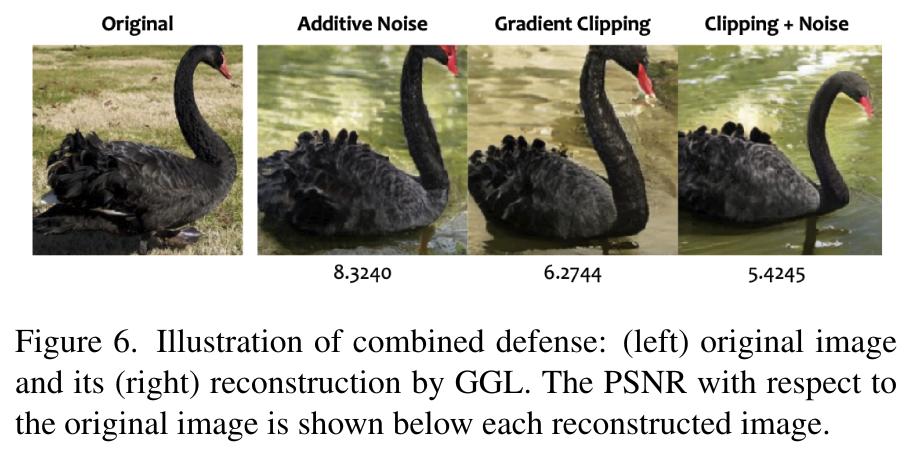 Original Additive Noise Gradient Clipping Clipping + Noise
8.3240 6.2744 5.4245
Figure 6. Illustration of combined defense: (left) original image
and its (right) reconstruction by GGL. The PSNR with respect to
the original image is shown below each reconstructed image.